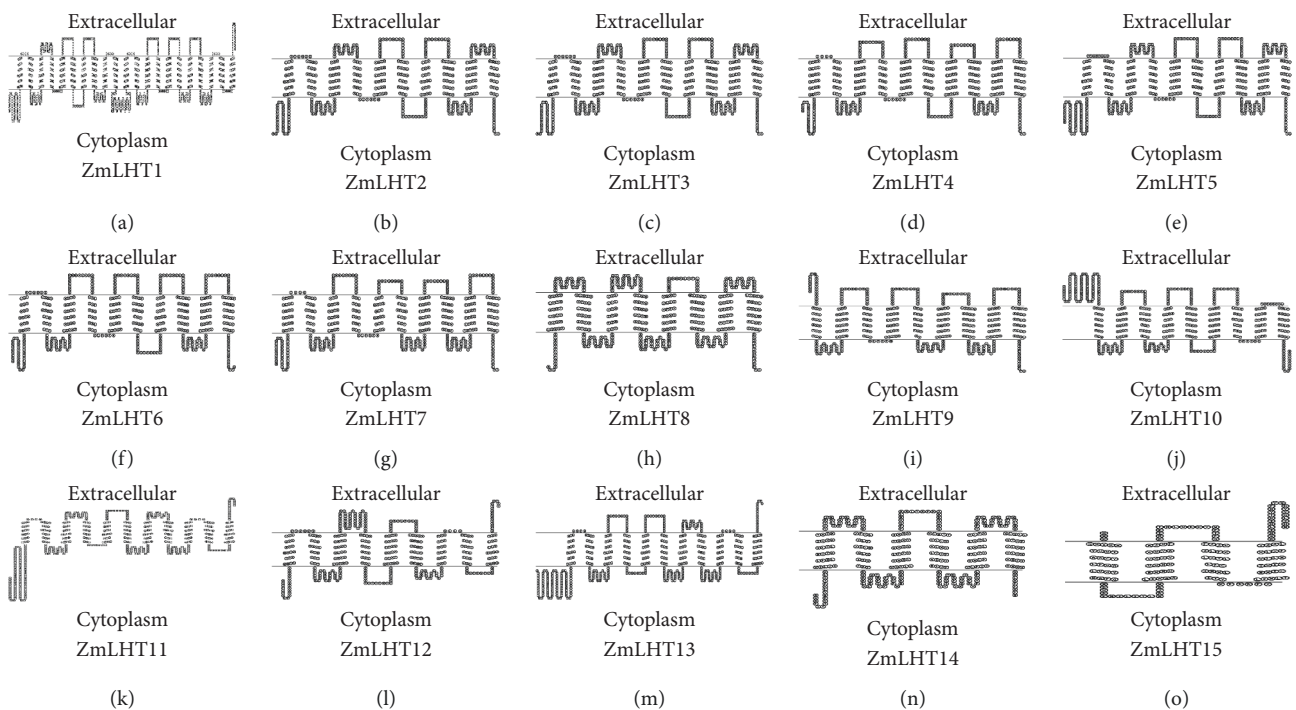 Extracellular
Cytoplasm
ZmLHT1
(a)
Extracellular
Cytoplasm
ZmLHT2
(b)
Extracellular
Cytoplasm
ZmLHT3
(c)
Extracellular
Cytoplasm
ZmLHT4
(d)
Extracellular
Cytoplasm
ZmLHT5
(e)
Extracellular
Cytoplasm
ZmLHT6
(f)
Extracellular
Cytoplasm
ZmLHT7
(g)
Extracellular
Cytoplasm
ZmLHT8
(h)
Extracellular
Cytoplasm
ZmLHT9
(i)
Extracellular
Cytoplasm
ZmLHT10
(j)
Extracellular
Cytoplasm
ZmLHT11
(k)
Extracellular
Cytoplasm
ZmLHT12
(l)
Extracellular
Cytoplasm
ZmLHT13
(m)
Extracellular
Cytoplasm
ZmLHT14
(n)
Extracellular
Cytoplasm
ZmLHT15
(o)